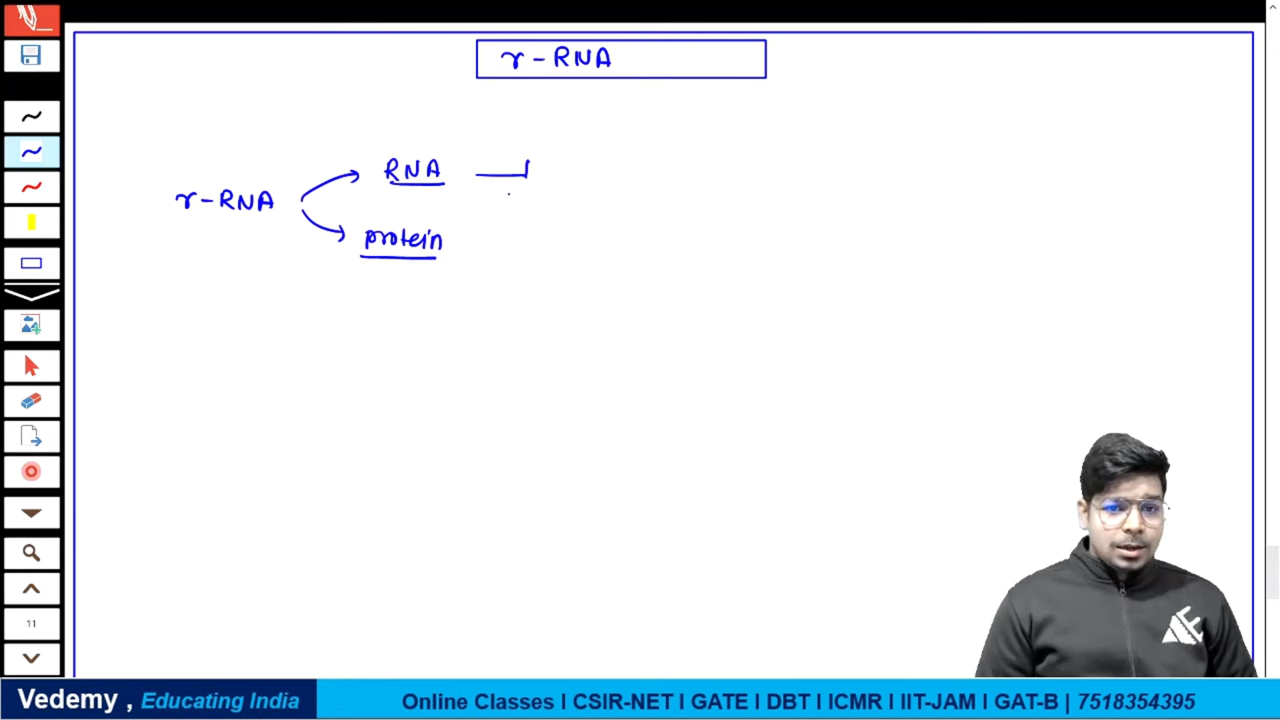 r-RNA
RNA
r-RNA
protein
11
Vedemy , Educating India
Online Classes I CSIR-NET I GATE I DBT I ICMR I IIT-JAM I GAT-B I 7518354395